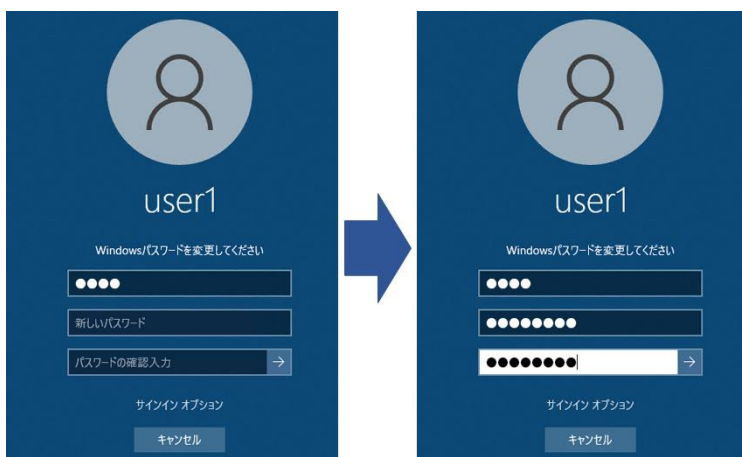 user1
Windowsパスワードを変更してください
●●●●
新しいパスワード
パスワードの確認入力
サインイン オプション
キャンセル
user1
Windowsパスワードを変更してください
●●●●
●●●●●●●●
●●●●●●●●
サインイン オプション
キャンセル